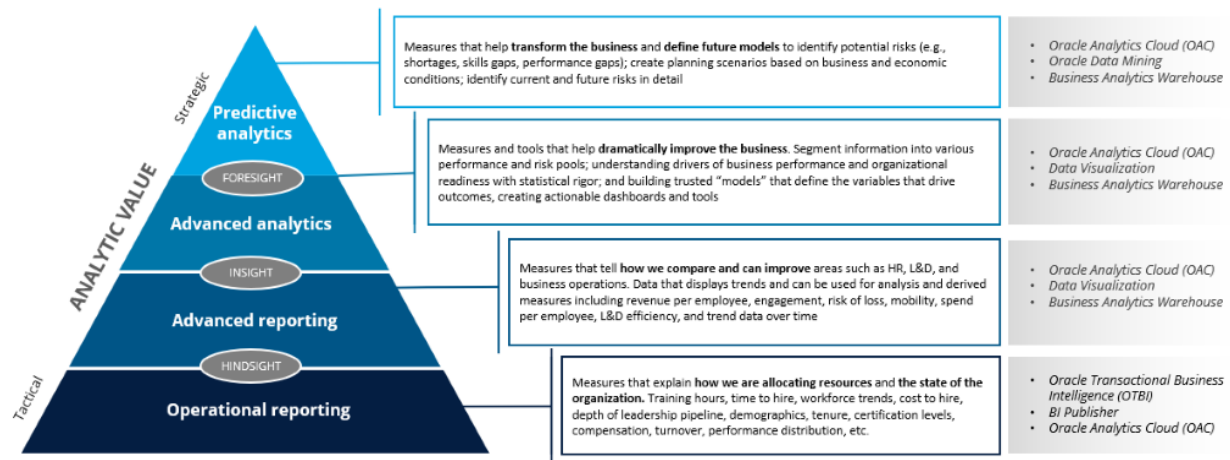 Strategic
ANALYTIC VALUE
Tactical
Predictive
analytics
FORESIGHT
Advanced analytics
INSIGHT
Advanced reporting
HINDSIGHT
Operational reporting
Measures that help transform the business and define future models to identify potential risks (e.g.,
shortages, skills gaps, performance gaps); create planning scenarios based on business and economic
conditions; identify current and future risks in detail
• Oracle Analytics Cloud (OAC)
• Oracle Data Mining
• Business Analytics Warehouse
Measures and tools that help dramatically improve the business. Segment information into various
performance and risk pools; understanding drivers of business performance and organizational
readiness with statistical rigor; and building trusted “models” that define the variables that drive
outcomes, creating actionable dashboards and tools
• Oracle Analytics Cloud (OAC)
• Data Visualization
• Business Analytics Warehouse
Measures that tell how we compare and can improve areas such as HR, L&D, and
business operations. Data that displays trends and can be used for analysis and derived
measures including revenue per employee, engagement, risk of loss, mobility, spend
per employee, L&D efficiency, and trend data over time
• Oracle Analytics Cloud (OAC)
• Data Visualization
• Business Analytics Warehouse
Measures that explain how we are allocating resources and the state of the
organization. Training hours, time to hire, workforce trends, cost to hire,
depth of leadership pipeline, demographics, tenure, certification levels,
compensation, turnover, performance distribution, etc.
• Oracle Transactional Business
Intelligence (OTBI)
• BI Publisher
• Oracle Analytics Cloud (OAC)